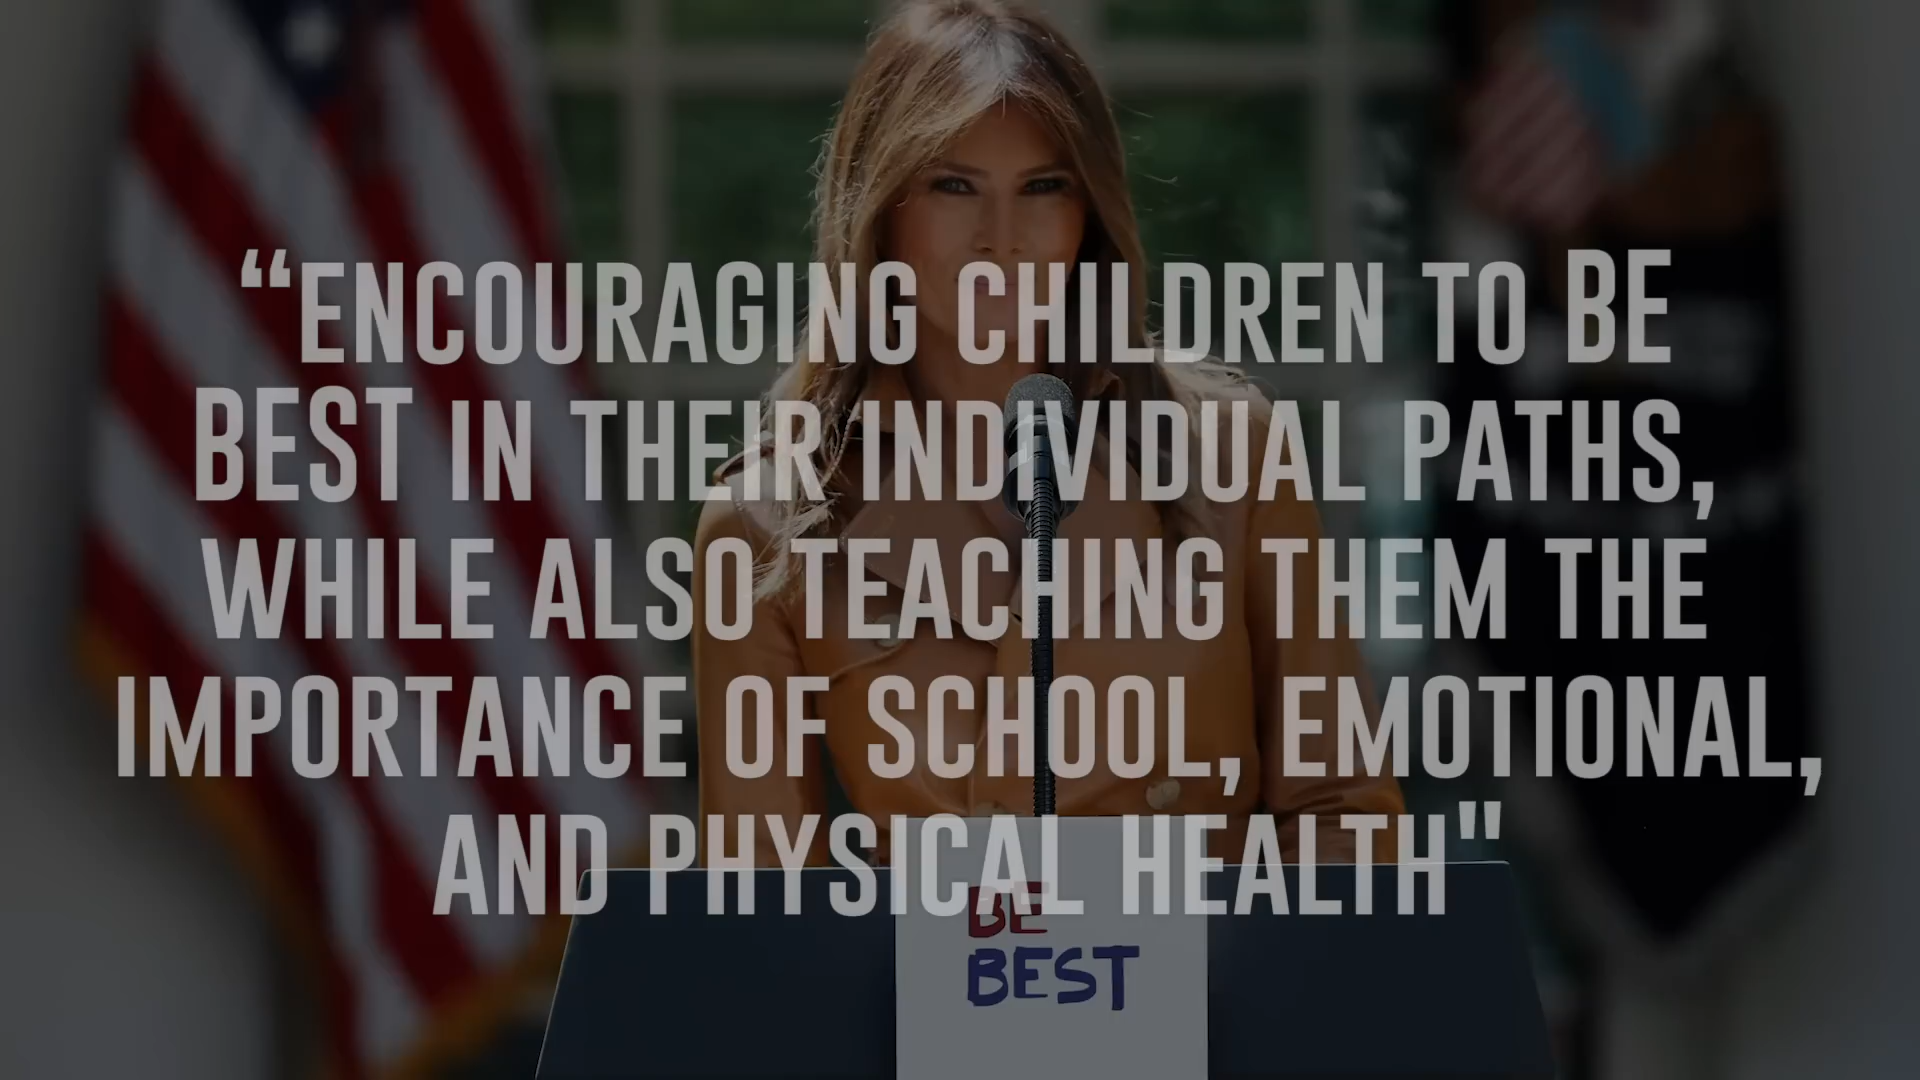 “ENCOURAGING CHILDREN TO BE
BEST IN THEIR INDIVIDUAL PATHS,
WHILE ALSO TEACHING THEM THE
IMPORTANCE OF SCHOOL, EMOTIONAL,
AND PHYSICAL HEALTH"
BE
BEST